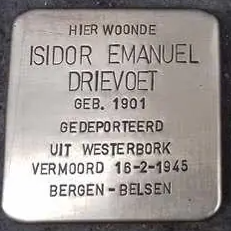 HIER WOONDE
ISIDOR EMANUEL
DRIEVOET
GEB. 1901
GEDEPORTEERD
UIT WESTERBORK
VERMOORD 16-2-1945
BERGEN-BELSEN